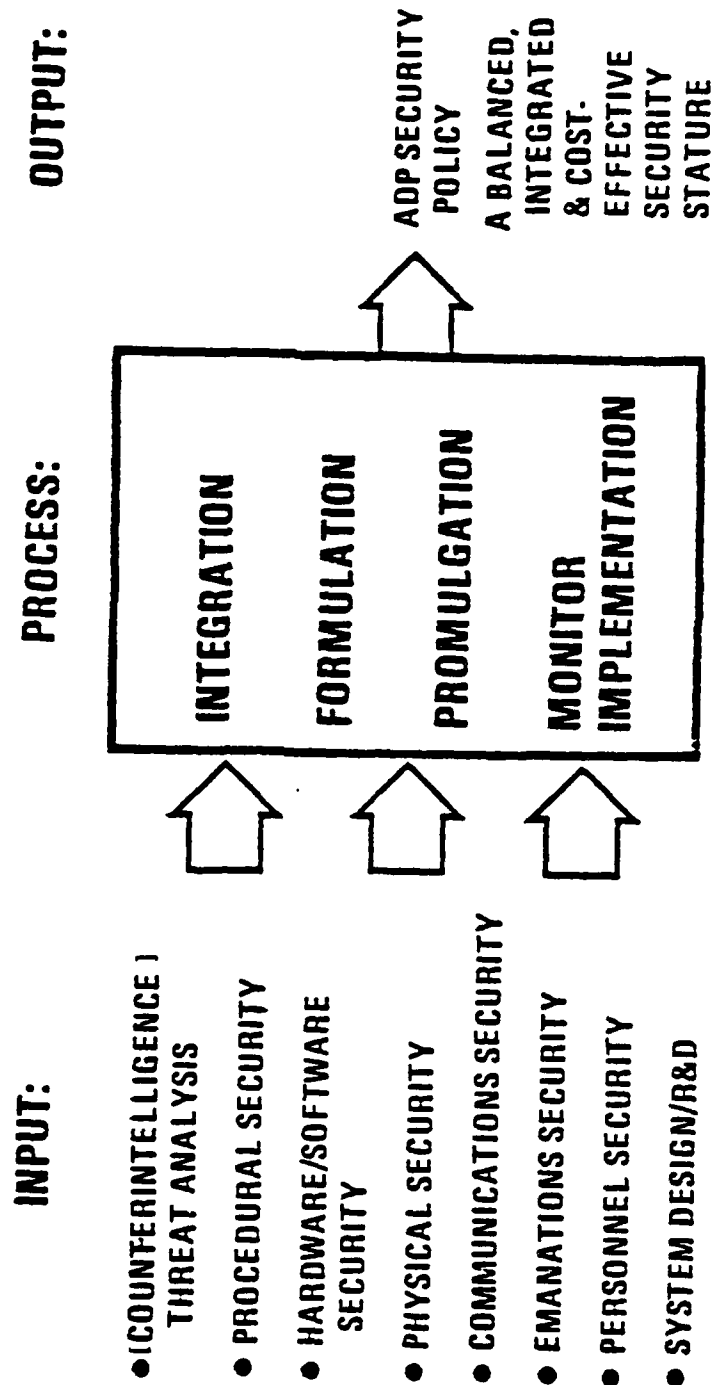 INPUT:
● [COUNTERINTELLIGENCE]
THREAT ANALYSIS
● PROCEDURAL SECURITY
● HARDWARE/SOFTWARE
SECURITY
● PHYSICAL SECURITY
● COMMUNICATIONS SECURITY
● EMANATIONS SECURITY
● PERSONNEL SECURITY
● SYSTEM DESIGN/R&D
PROCESS:
INTEGRATION
FORMULATION
PROMULGATION
MONITOR
IMPLEMENTATION
OUTPUT:
ADP SECURITY
POLICY
A BALANCED,
INTEGRATED
& COST-
EFFECTIVE
SECURITY
STATURE